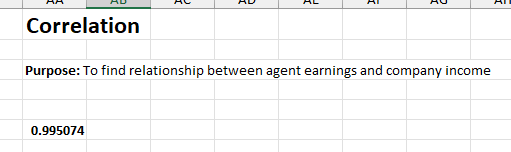 AA AB AC AD AE AF AG AH
Correlation
Purpose: To find relationship between agent earnings and company income
0.995074